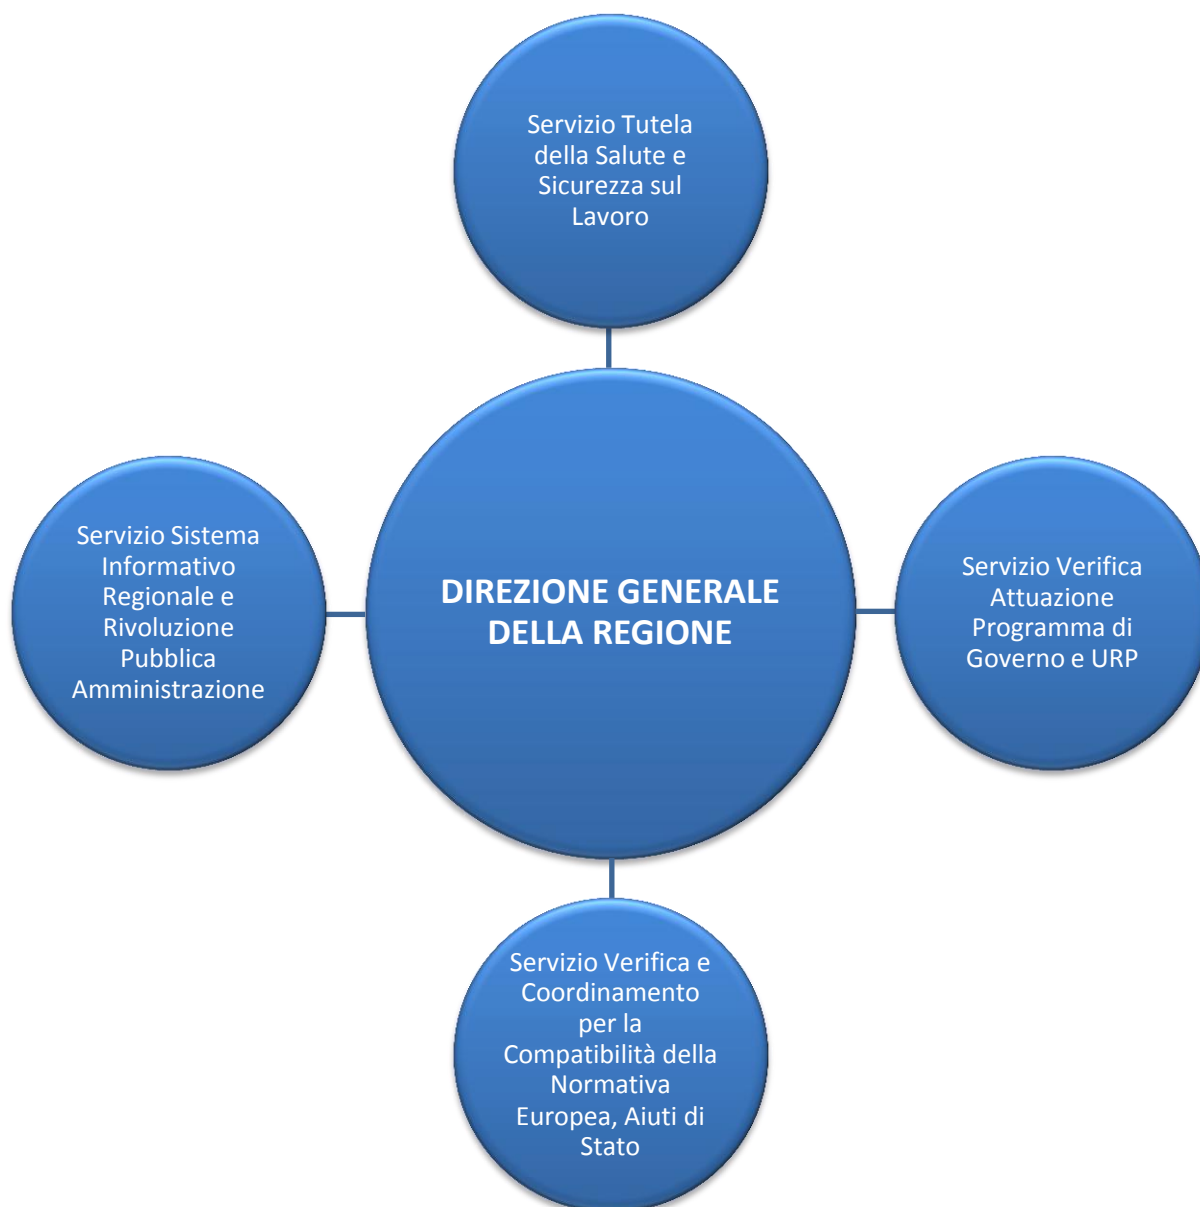 Servizio Tutela
della Salute e
Sicurezza sul
Lavoro
Servizio Sistema
Informativo
Regionale e
Rivoluzione
Pubblica
Amministrazione
DIREZIONE GENERALE
DELLA REGIONE
Servizio Verifica
Attuazione
Programma di
Governo e URP
Servizio Verifica e
Coordinamento
per la
Compatibilità della
Normativa
Europea, Aiuti di
Stato